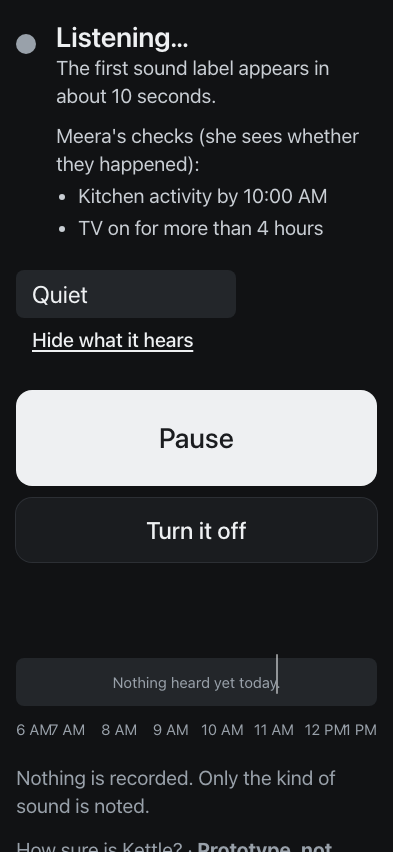 Listening...
The first sound label appears in
about 10 seconds.
Meera's checks (she sees whether
they happened):
• Kitchen activity by 10:00 AM
• TV on for more than 4 hours
Quiet
Hide what it hears
Pause
Turn it off
Nothing heard yet today.
6 AM 7 AM 8 AM 9 AM 10 AM 11 AM 12 PM 1 PM
Nothing is recorded. Only the kind of
sound is noted.
How sure is Kettle? · Prototype, not